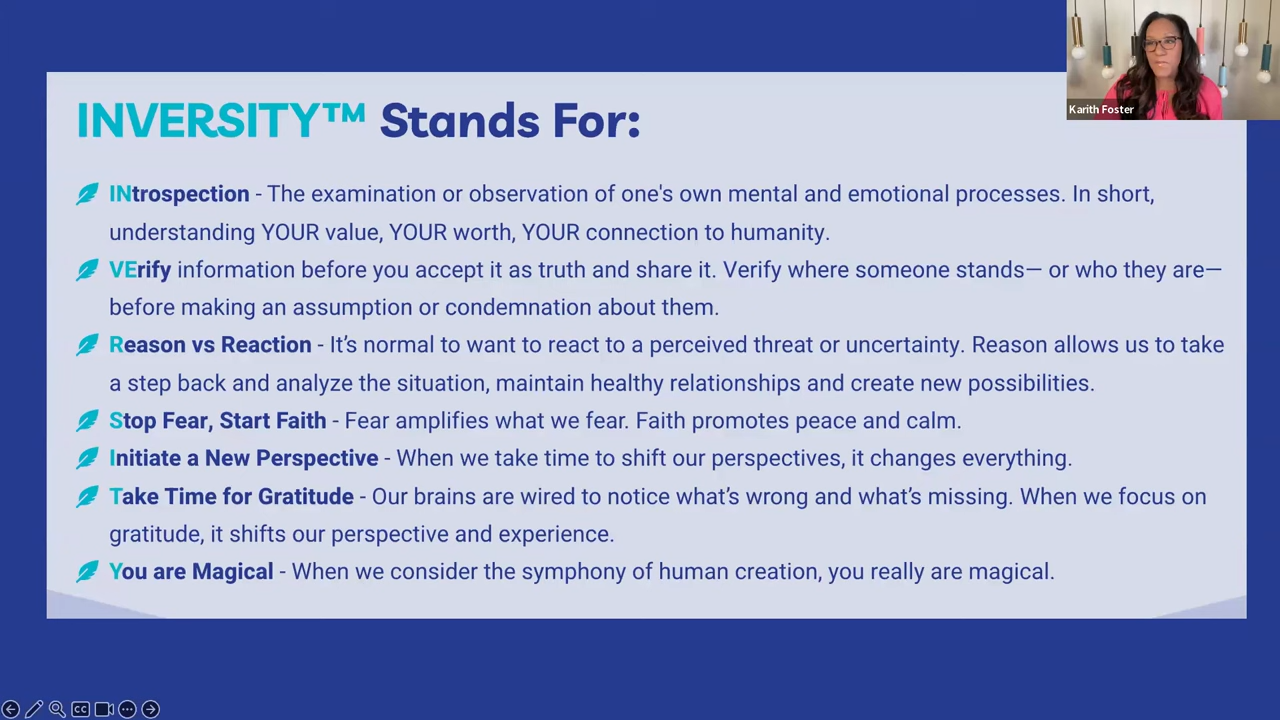 INVERSITY™ Stands For:
Karith Foster
INtrospection - The examination or observation of one's own mental and emotional processes. In short,
understanding YOUR value, YOUR worth, YOUR connection to humanity.
VErify information before you accept it as truth and share it. Verify where someone stands— or who they are—
before making an assumption or condemnation about them.
Reason vs Reaction - It’s normal to want to react to a perceived threat or uncertainty. Reason allows us to take
a step back and analyze the situation, maintain healthy relationships and create new possibilities.
Stop Fear, Start Faith - Fear amplifies what we fear. Faith promotes peace and calm.
Initiate a New Perspective - When we take time to shift our perspectives, it changes everything.
Take Time for Gratitude - Our brains are wired to notice what’s wrong and what’s missing. When we focus on
gratitude, it shifts our perspective and experience.
You are Magical - When we consider the symphony of human creation, you really are magical.
CC